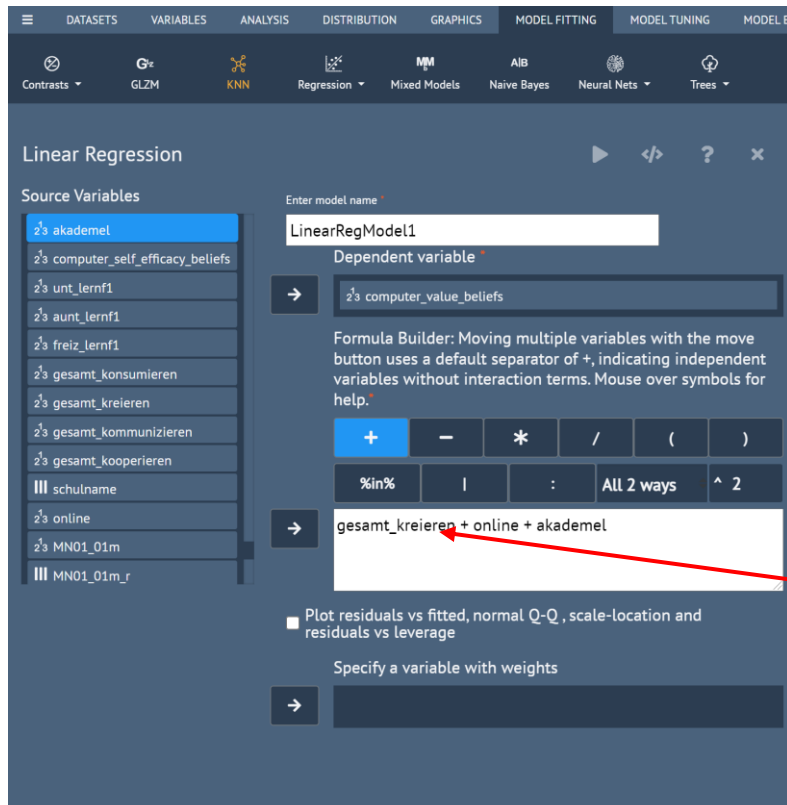 DATASETS VARIABLES ANALYSIS DISTRIBUTION GRAPHICS MODEL FITTING MODEL TUNING MODEL E
A|B
Contrasts GLZM KNN Regression Mixed Models Naive Bayes Neural Nets Trees
Linear Regression
Source Variables
akademel
computer_self_efficacy_beliefs
unt_lernf1
aunt_lernf1
freiz_lernf1
gesamt_konsumieren
gesamt_kreieren
gesamt_kommunizieren
gesamt_kooperieren
schulname
online
MN01_01m
MN01_01m_r
Enter model name *
LinearRegModel1
Dependent variable *
computer_value_beliefs
Formula Builder: Moving multiple variables with the move
button uses a default separator of +, indicating independent
variables without interaction terms. Mouse over symbols for
help.*
+ − * / ( )
%in% | : All 2 ways ^ 2
gesamt_kreieren + online + akademel
Plot residuals vs fitted, normal Q-Q , scale-location and
residuals vs leverage
Specify a variable with weights